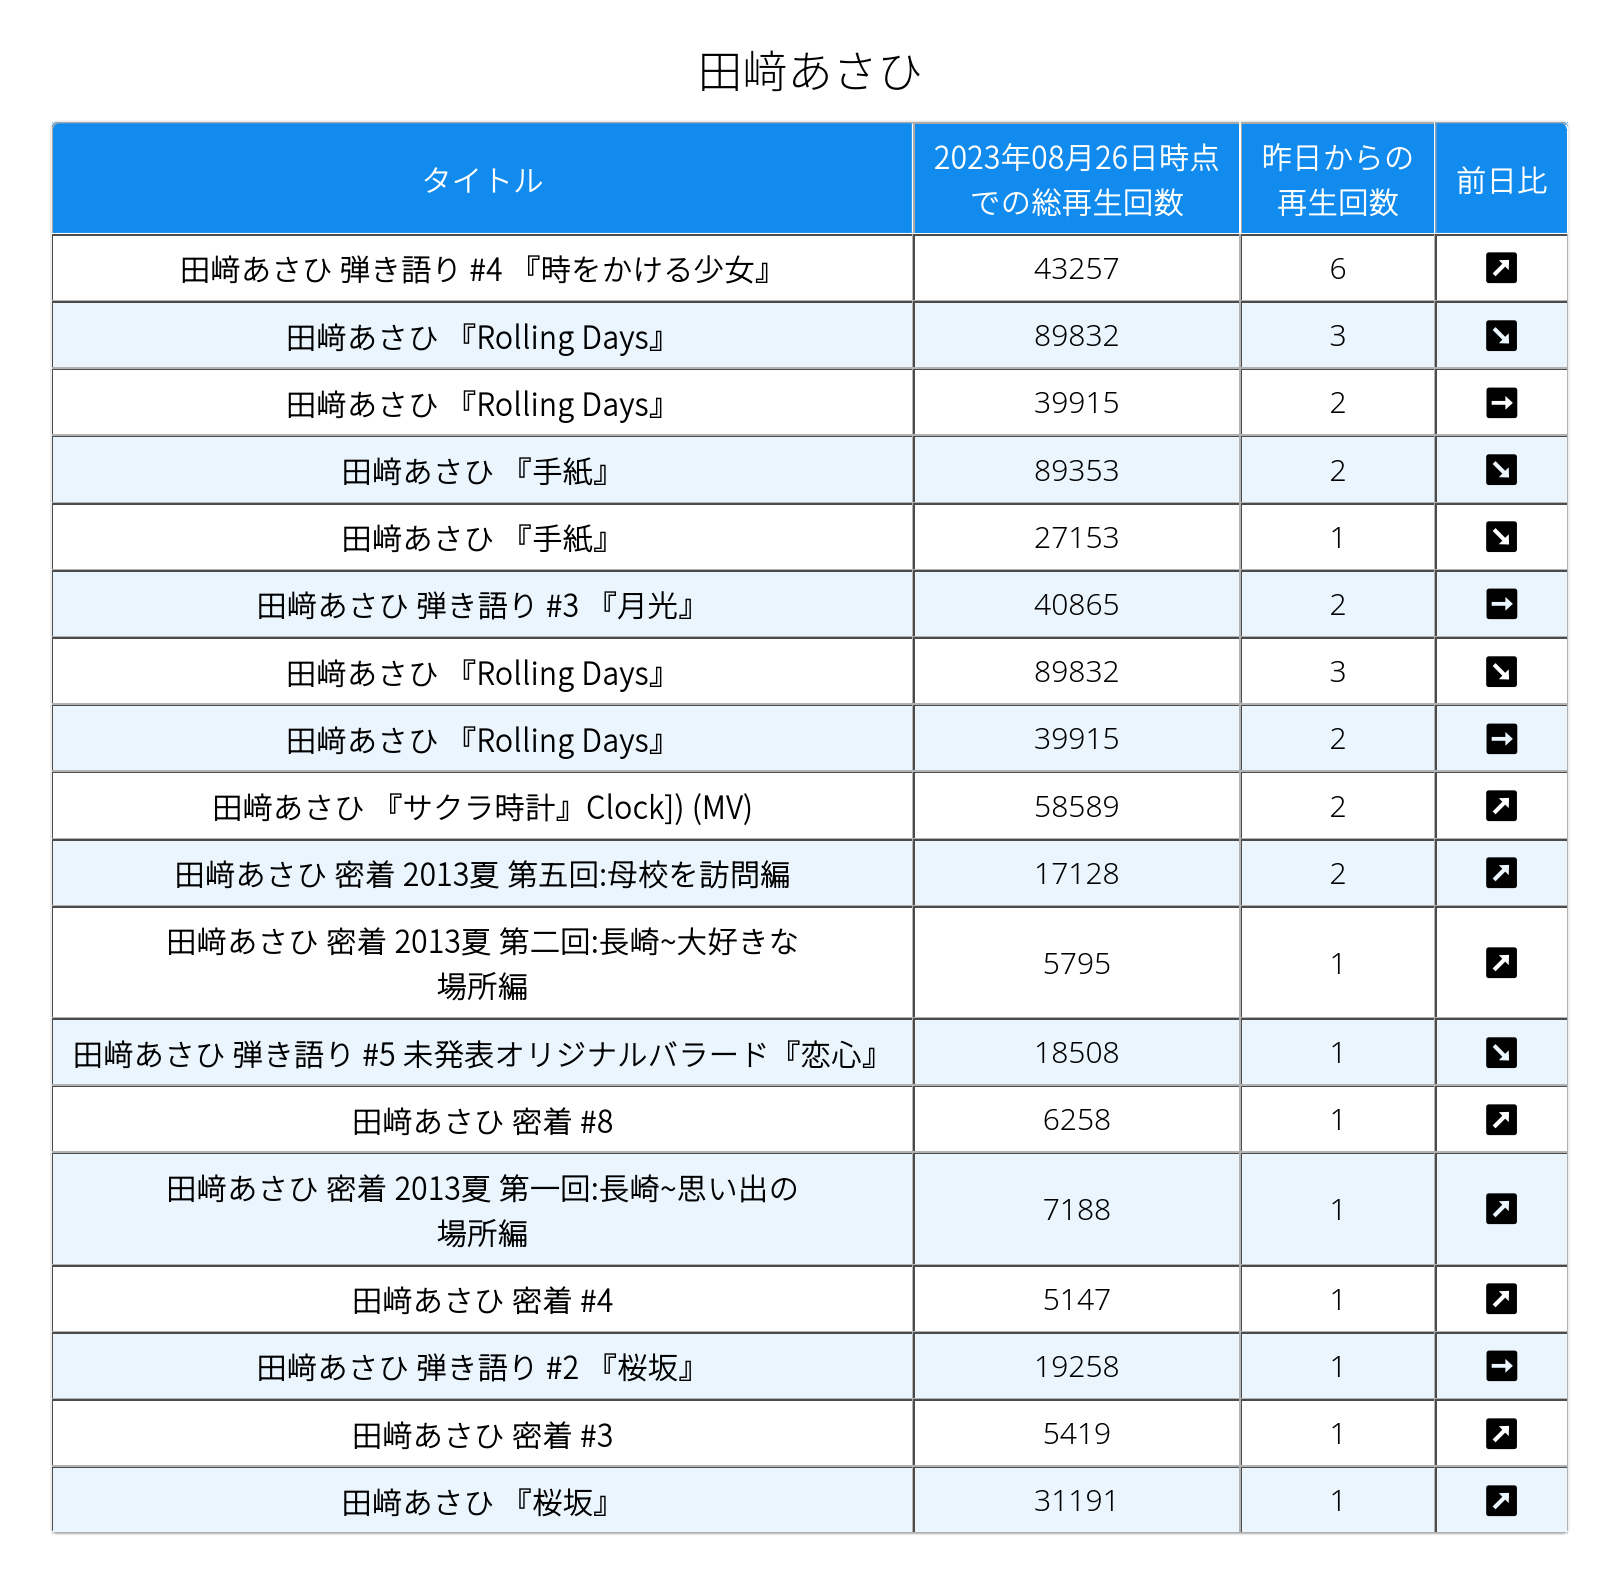 田﨑あさひ
タイトル
2023年08月26日時点
での総再生回数
昨日からの
再生回数
前日比
田﨑あさひ 弾き語り #4 『時をかける少女』 43257 6 ↗
田﨑あさひ 『Rolling Days』 89832 3 ↘
田﨑あさひ 『Rolling Days』 39915 2 →
田﨑あさひ 『手紙』 89353 2 ↘
田﨑あさひ 『手紙』 27153 1 ↘
田﨑あさひ 弾き語り #3 『月光』 40865 2 →
田﨑あさひ 『Rolling Days』 89832 3 ↘
田﨑あさひ 『Rolling Days』 39915 2 →
田﨑あさひ 『サクラ時計』Clock]) (MV) 58589 2 ↗
田﨑あさひ 密着 2013夏 第五回:母校を訪問編 17128 2 ↗
田﨑あさひ 密着 2013夏 第二回:長崎~大好きな
場所編 5795 1 ↗
田﨑あさひ 弾き語り #5 未発表オリジナルバラード『恋心』 18508 1 ↘
田﨑あさひ 密着 #8 6258 1 ↗
田﨑あさひ 密着 2013夏 第一回:長崎~思い出の
場所編 7188 1 ↗
田﨑あさひ 密着 #4 5147 1 ↗
田﨑あさひ 弾き語り #2 『桜坂』 19258 1 →
田﨑あさひ 密着 #3 5419 1 ↗
田﨑あさひ 『桜坂』 31191 1 ↗